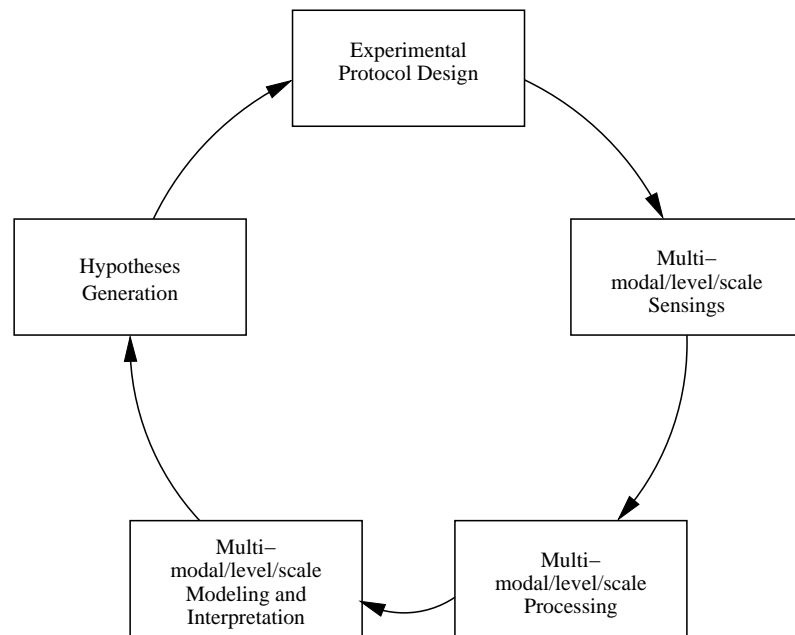 Experimental
Protocol Design
Hypotheses
Generation
Multi–
modal/level/scale
Sensings
Multi–
modal/level/scale
Modeling and
Interpretation
Multi–
modal/level/scale
Processing